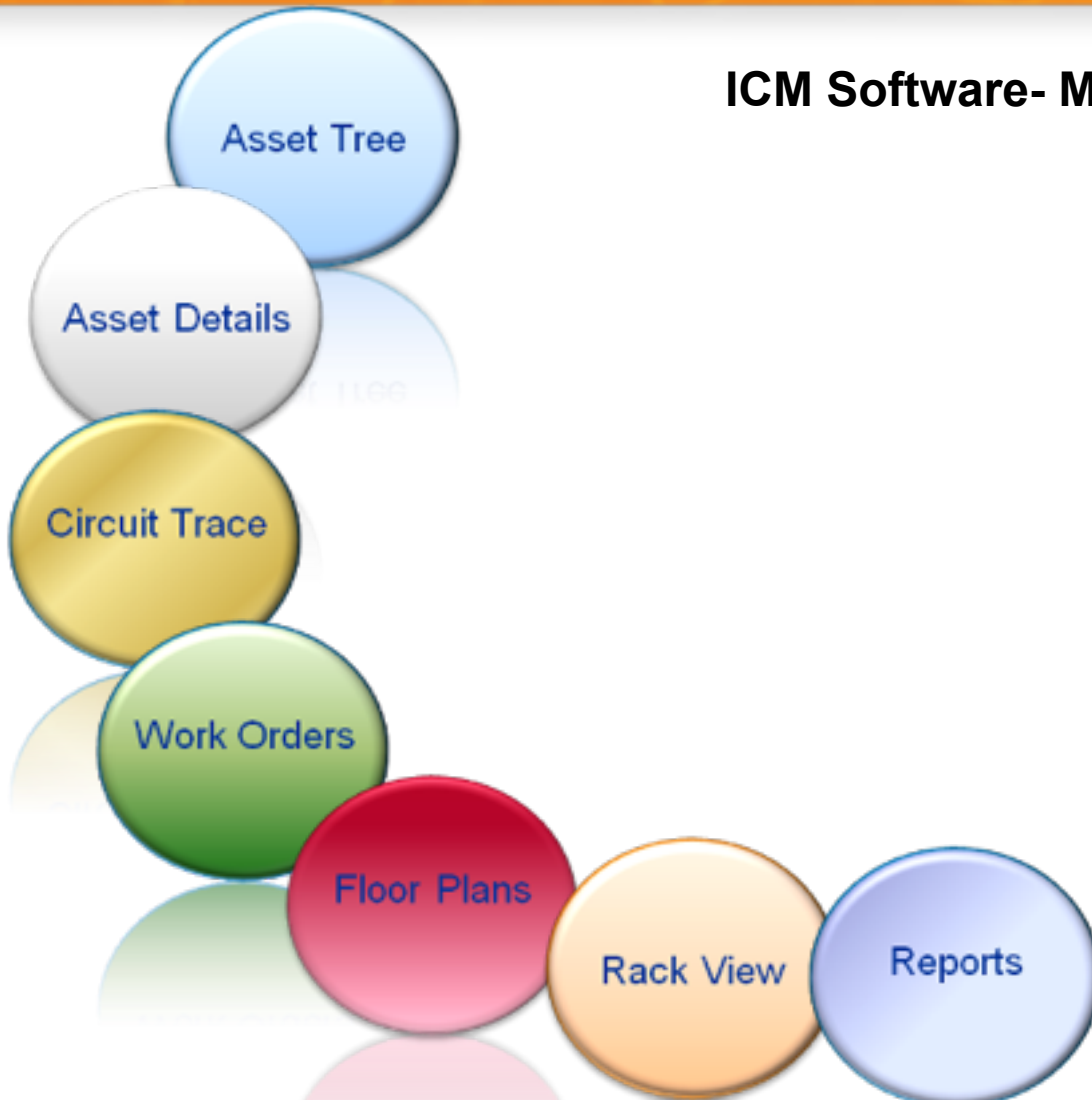 ICM Software- M
Asset Tree
Asset Details
Circuit Trace
Work Orders
Floor Plans
Rack View
Reports